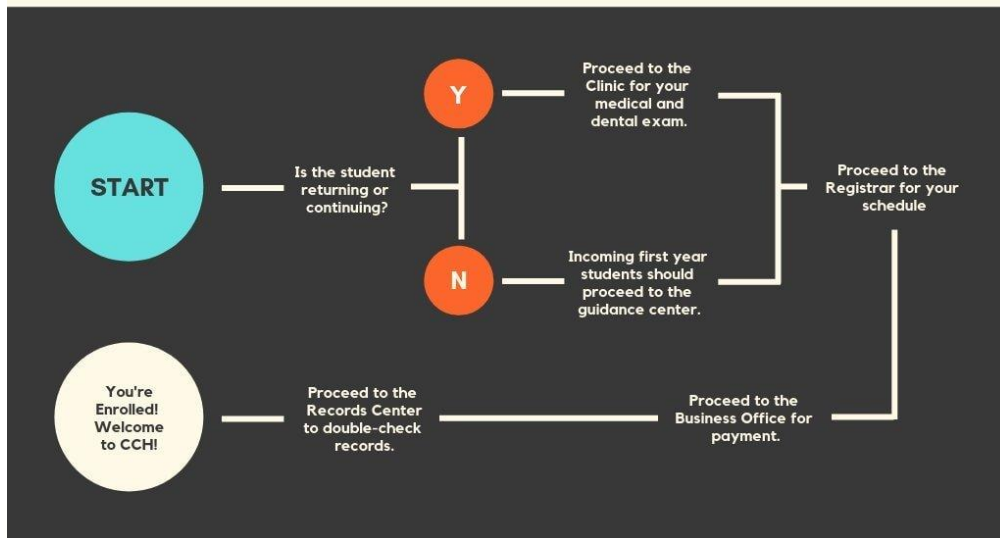 START
Is the student
returning or
continuing?
Y
Proceed to the
Clinic for your
medical and
dental exam.
N
Incoming first year
students should
proceed to the
guidance center.
Proceed to the
Registrar for your
schedule
Proceed to the
Business Office for
payment.
Proceed to the
Records Center
to double-check
records.
You're
Enrolled!
Welcome
to CCH!